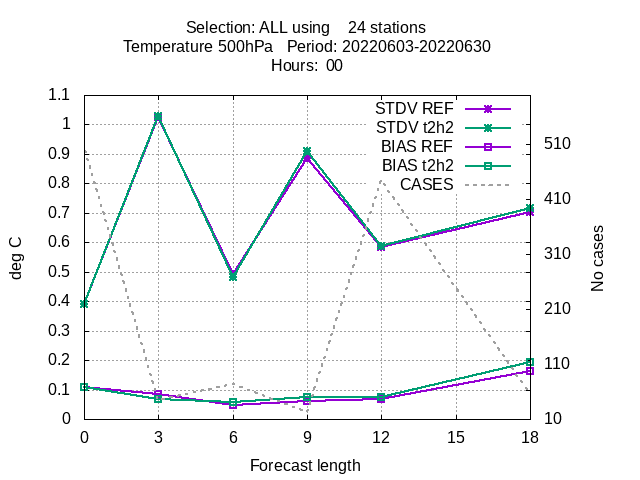 Selection: ALL using 24 stations
Temperature 500hPa Period: 20220603-20220630
Hours: 00
1.1
1
0.9
0.8
0.7
0.6
0.5
0.4
0.3
0.2
0.1
0
deg C
STDV REF
STDV t2h2
BIAS REF
BIAS t2h2
CASES
510
410
310
210
110
10
No cases
0 3 6 9 12 15 18
Forecast length